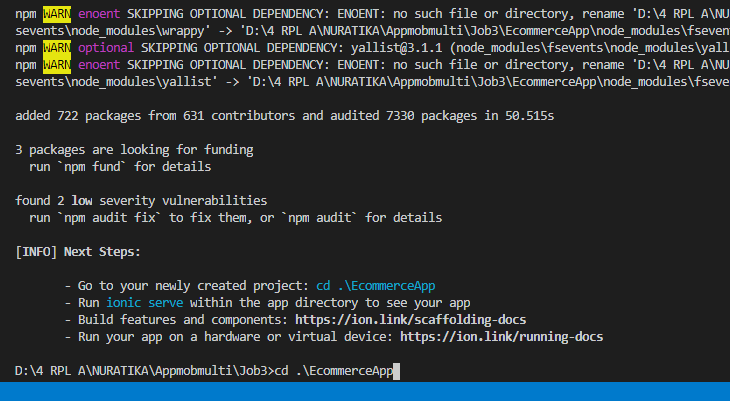 npm WARN enoent SKIPPING OPTIONAL DEPENDENCY: ENOENT: no such file or directory, rename 'D:\4 RPL A\NU
sevents\node_modules\wrappy' -> 'D:\4 RPL A\NURATIKA\Appmobmulti\Job3\EcommerceApp\node_modules\fseven
npm WARN optional SKIPPING OPTIONAL DEPENDENCY: yallist@3.1.1 (node_modules\fsevents\node_modules\yall
npm WARN enoent SKIPPING OPTIONAL DEPENDENCY: ENOENT: no such file or directory, rename 'D:\4 RPL A\NU
sevents\node_modules\yallist' -> 'D:\4 RPL A\NURATIKA\Appmobmulti\Job3\EcommerceApp\node_modules\fseve
added 722 packages from 631 contributors and audited 7330 packages in 50.515s
3 packages are looking for funding
run `npm fund` for details
found 2 low severity vulnerabilities
run `npm audit fix` to fix them, or `npm audit` for details
[INFO] Next Steps:
- Go to your newly created project: cd .\EcommerceApp
- Run ionic serve within the app directory to see your app
- Build features and components: https://ion.link/scaffolding-docs
- Run your app on a hardware or virtual device: https://ion.link/running-docs
D:\4 RPL A\NURATIKA\Appmobmulti\Job3>cd .\EcommerceApp